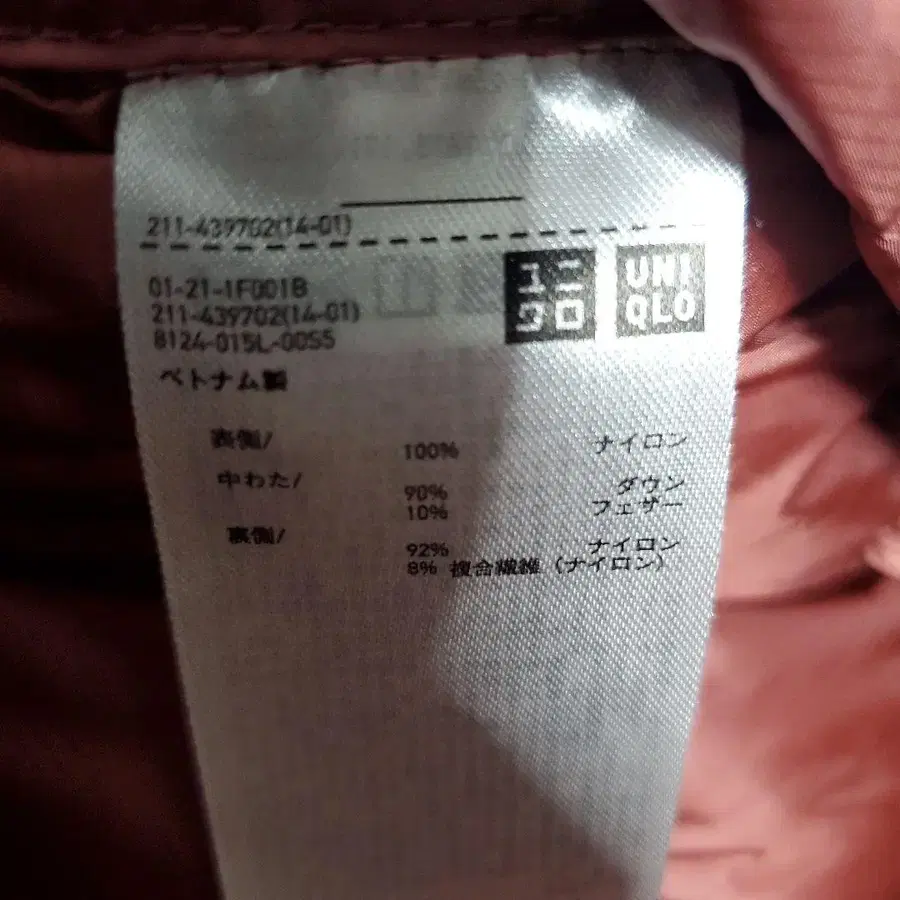 211-439702(14-01)
ユニ
クロ
UNI
QLO
01-21-1F001B
211-439702(14-01)
8124-015L-00S5
ベトナム製
表側/ 100% ナイロン
中わた/ 90% ダウン
10% フェザー
裏側/ 92% ナイロン
8% 複合繊維(ナイロン)